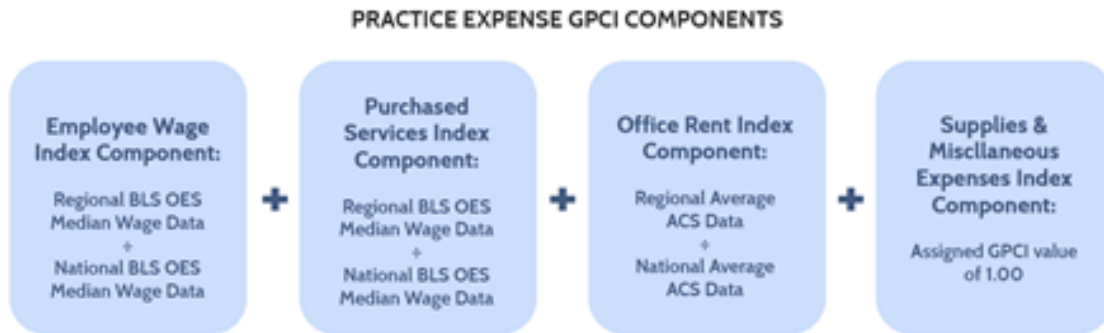 PRACTICE EXPENSE GPCI COMPONENTS
Employee Wage
Index Component:
Regional BLS OES
Median Wage Data
+
National BLS OES
Median Wage Data
+
Purchased
Services Index
Component:
Regional BLS OES
Median Wage Data
+
National BLS OES
Median Wage Data
+
Office Rent Index
Component:
Regional Average
ACS Data
+
National Average
ACS Data
+
Supplies &
Miscllaneous
Expenses Index
Component:
Assigned GPCI value
of 1.00